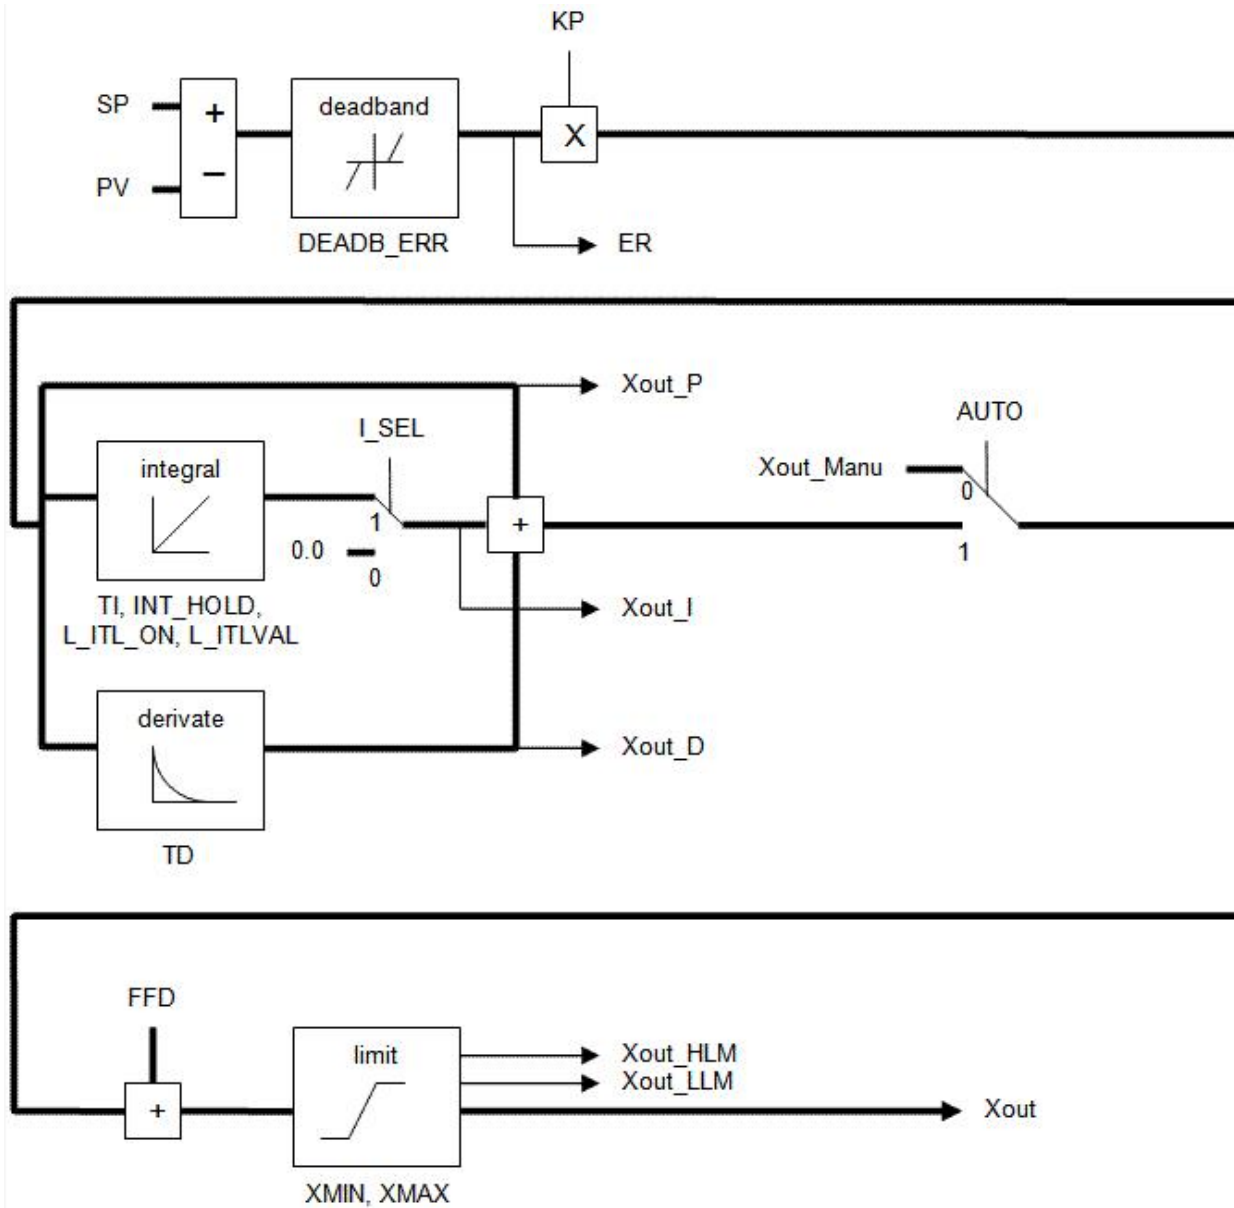 KP
SP
+
deadband
X
PV
−
DEADB_ERR
ER
Xout_P
AUTO
I_SEL
integral
Xout_Manu
0
1
+
0.0
0
1
TI, INT_HOLD,
L_ITL_ON, L_ITLVAL
Xout_I
derivate
Xout_D
TD
FFD
limit
Xout_HLM
Xout_LLM
+
Xout
XMIN, XMAX